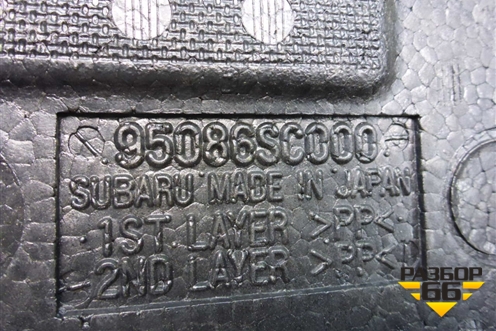 95086SC000
SUBARU MADE IN JAPAN
1ST. LAYER >PP<
2ND LAYER >PP<
РАЗБОР
66